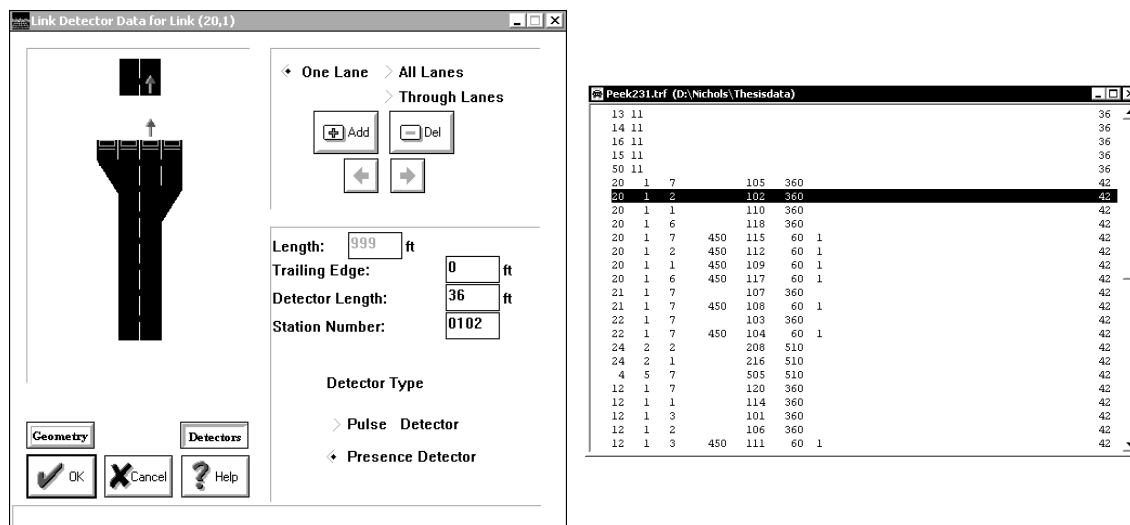 Link Detector Data for Link (20,1)
One Lane All Lanes
Through Lanes
Add Del
Length: 999 ft
Trailing Edge: 0 ft
Detector Length: 36 ft
Station Number: 0102
Detector Type
Pulse Detector
Presence Detector
Geometry Detectors
OK Cancel Help
Peek231.trf (D:\Nichols\Thesisdata)
13 11 36
14 11 36
16 11 36
15 11 36
50 11 36
20 1 7 105 360 42
20 1 2 102 360 42
20 1 1 110 360 42
20 1 6 118 360 42
20 1 7 450 115 60 1 42
20 1 2 450 112 60 1 42
20 1 1 450 109 60 1 42
20 1 6 450 117 60 1 42
21 1 7 107 360 42
21 1 7 450 108 60 1 42
22 1 7 103 360 42
22 1 7 450 104 60 1 42
24 2 2 208 510 42
24 2 1 216 510 42
4 5 7 505 510 42
12 1 7 120 360 42
12 1 1 114 360 42
12 1 3 101 360 42
12 1 2 106 360 42
12 1 3 450 111 60 1 42